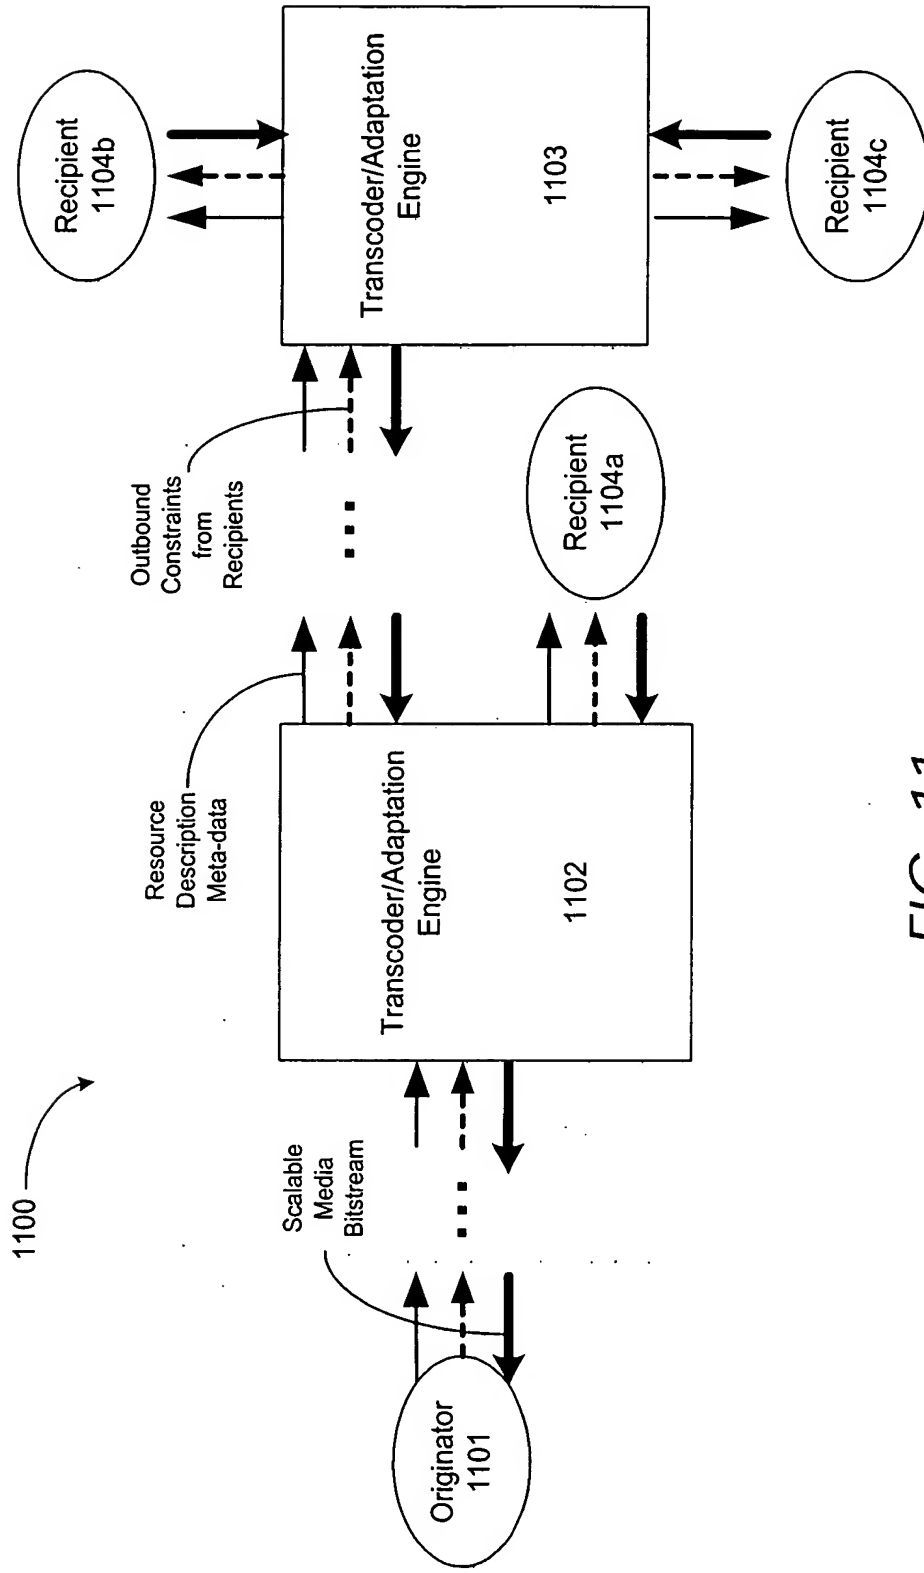 1100
Originator
1101
Scalable
Media
Bitstream
Transcoder/Adaptation
Engine
1102
Resource
Description
Meta-data
Outbound
Constraints
from
Recipients
Recipient
1104a
Transcoder/Adaptation
Engine
1103
Recipient
1104b
Recipient
1104c
FIG. 11